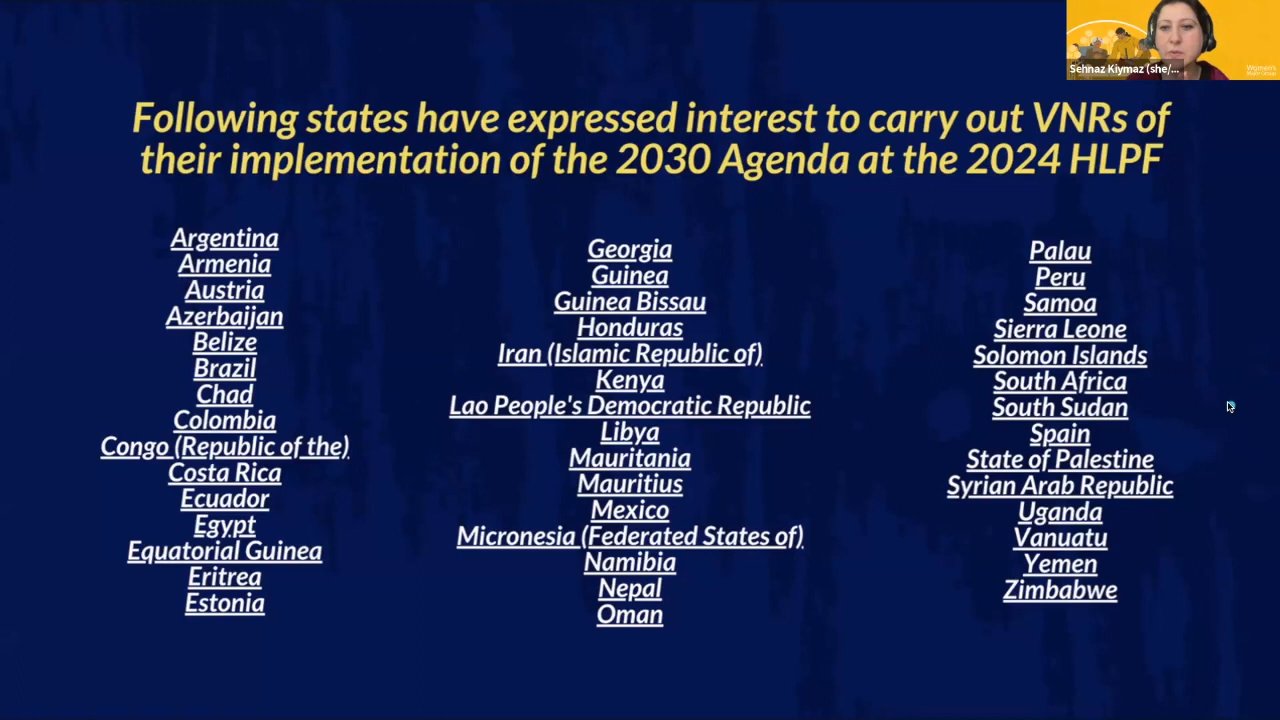 Sehnaz Kiymaz (she/...
Women's
Major Group
Following states have expressed interest to carry out VNRs of
their implementation of the 2030 Agenda at the 2024 HLPF
Argentina
Armenia
Austria
Azerbaijan
Belize
Brazil
Chad
Colombia
Congo (Republic of the)
Costa Rica
Ecuador
Egypt
Equatorial Guinea
Eritrea
Estonia
Georgia
Guinea
Guinea Bissau
Honduras
Iran (Islamic Republic of)
Kenya
Lao People's Democratic Republic
Libya
Mauritania
Mauritius
Mexico
Micronesia (Federated States of)
Namibia
Nepal
Oman
Palau
Peru
Samoa
Sierra Leone
Solomon Islands
South Africa
South Sudan
Spain
State of Palestine
Syrian Arab Republic
Uganda
Vanuatu
Yemen
Zimbabwe